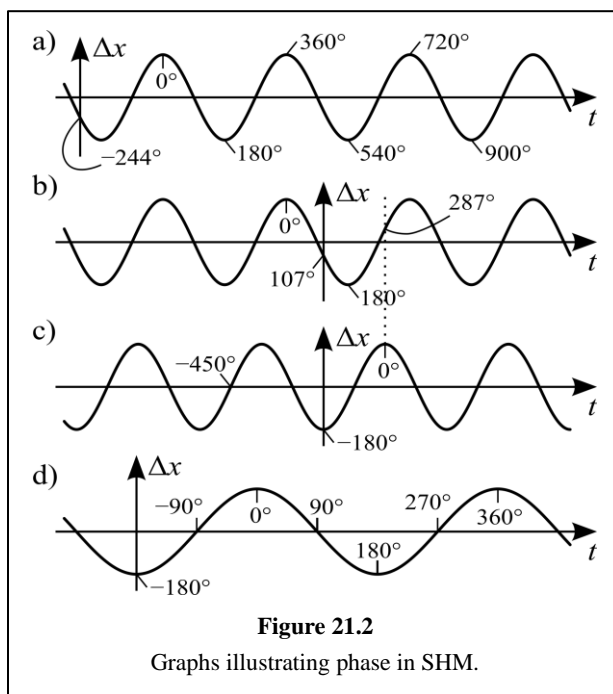 a) Δx 360° 720°
0°
t
−244° 180° 540° 900°
b) Δx 287°
0°
t
107°
180°
c) Δx
−450° 0°
t
−180°
d) Δx
−90° 0° 90° 270° 360°
t
180°
−180°
Figure 21.2
Graphs illustrating phase in SHM.